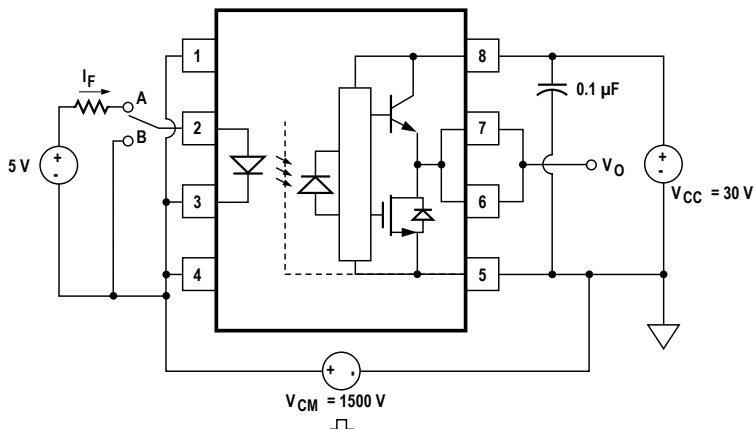 1
8
I F
A
0.1 µF
2
7
B
+
5 V
-
+
-
V O
3
6
V CC = 30 V
4
5
+
-
V CM = 1500 V